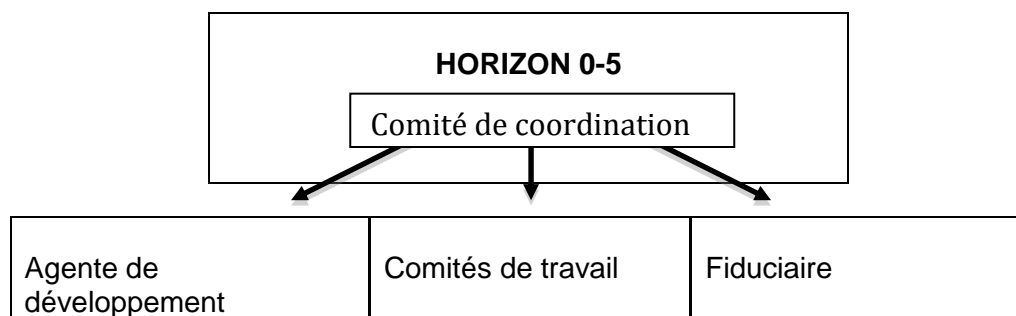 HORIZON 0-5
Comité de coordination
Agente de
développement
Comités de travail
Fiduciaire